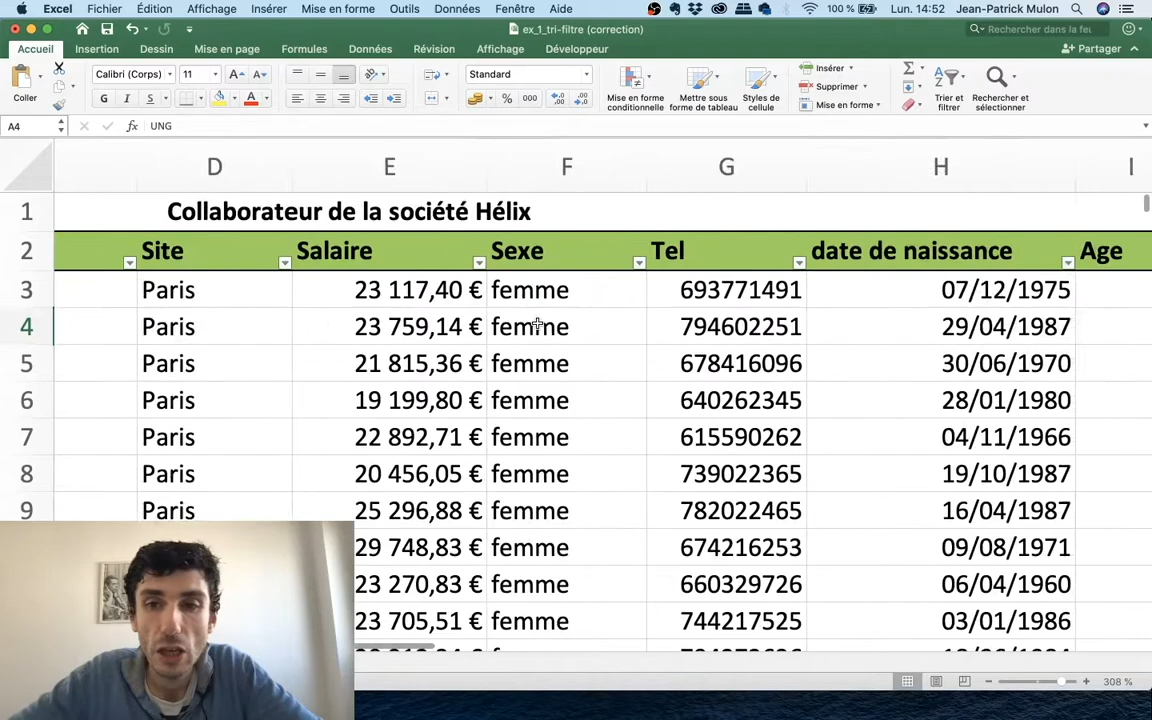 Excel Fichier Édition Affichage Insérer Mise en forme Outils Données Fenêtre Aide 100 % Lun. 14:52 Jean-Patrick Mulon
ex_1_tri-filtre (correction)
Rechercher dans la feu
Accueil Insertion Dessin Mise en page Formules Données Révision Affichage Développeur Partager
Coller
Calibri (Corps) 11 A A
G I S A
Standard
% 000
Mise en forme conditionnelle
Mettre sous forme de tableau
Styles de cellule
Insérer
Supprimer
Mise en forme
Trier et filtrer
Rechercher et sélectionner
A4 fx UNG
D E F G H I
1 Collaborateur de la société Hélix
2 Site Salaire Sexe Tel date de naissance Age
3 Paris 23 117,40 € femme 693771491 07/12/1975
4 Paris 23 759,14 € femme 794602251 29/04/1987
5 Paris 21 815,36 € femme 678416096 30/06/1970
6 Paris 19 199,80 € femme 640262345 28/01/1980
7 Paris 22 892,71 € femme 615590262 04/11/1966
8 Paris 20 456,05 € femme 739022365 19/10/1987
9 Paris 25 296,88 € femme 782022465 16/04/1987
29 748,83 € femme 674216253 09/08/1971
23 270,83 € femme 660329726 06/04/1960
23 705,51 € femme 744217525 03/01/1986
308 %